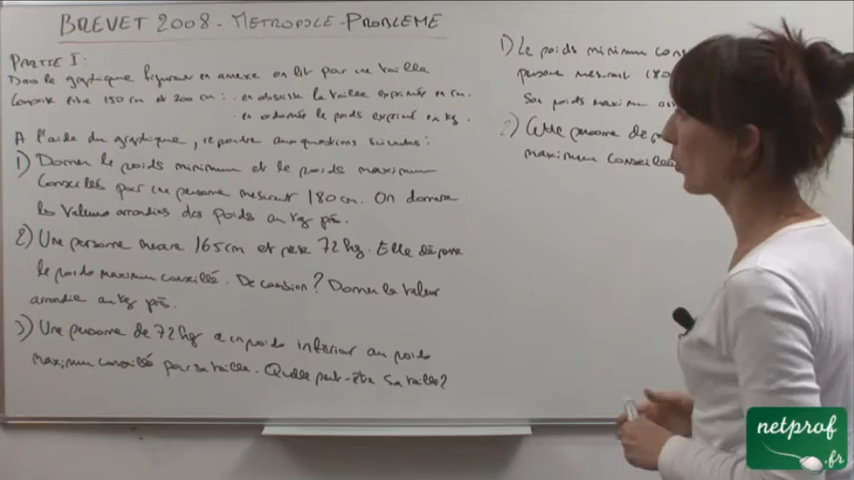 BREVET 2008 - METROPOLE - PROBLEME
PARTIE I:
Dans le graphique figurant en annexe on lit pour une taille
comprise entre 150 cm et 200 cm : - en abscisse la taille exprimée en cm.
- en ordonnée le poids exprimé en kg.
A l'aide du graphique, répondre aux questions suivantes :
1) Donner le poids minimum et le poids maximum
conseillés pour une personne mesurant 180 cm. On donnera
les valeurs arrondies des poids au kg près.
2) Une personne mesure 165 cm et pèse 72 kg. Elle dépasse
le poids maximum conseillé. De combien ? Donner la valeur
arrondie au kg près.
3) Une personne de 72 kg a un poids inférieur au poids
maximum conseillé pour sa taille. Quelle peut-être sa taille ?
1) Le poids minimum
personne mesurant 180
Son poids maximum
2) Cette personne
maximum conseillé
netprof
.fr